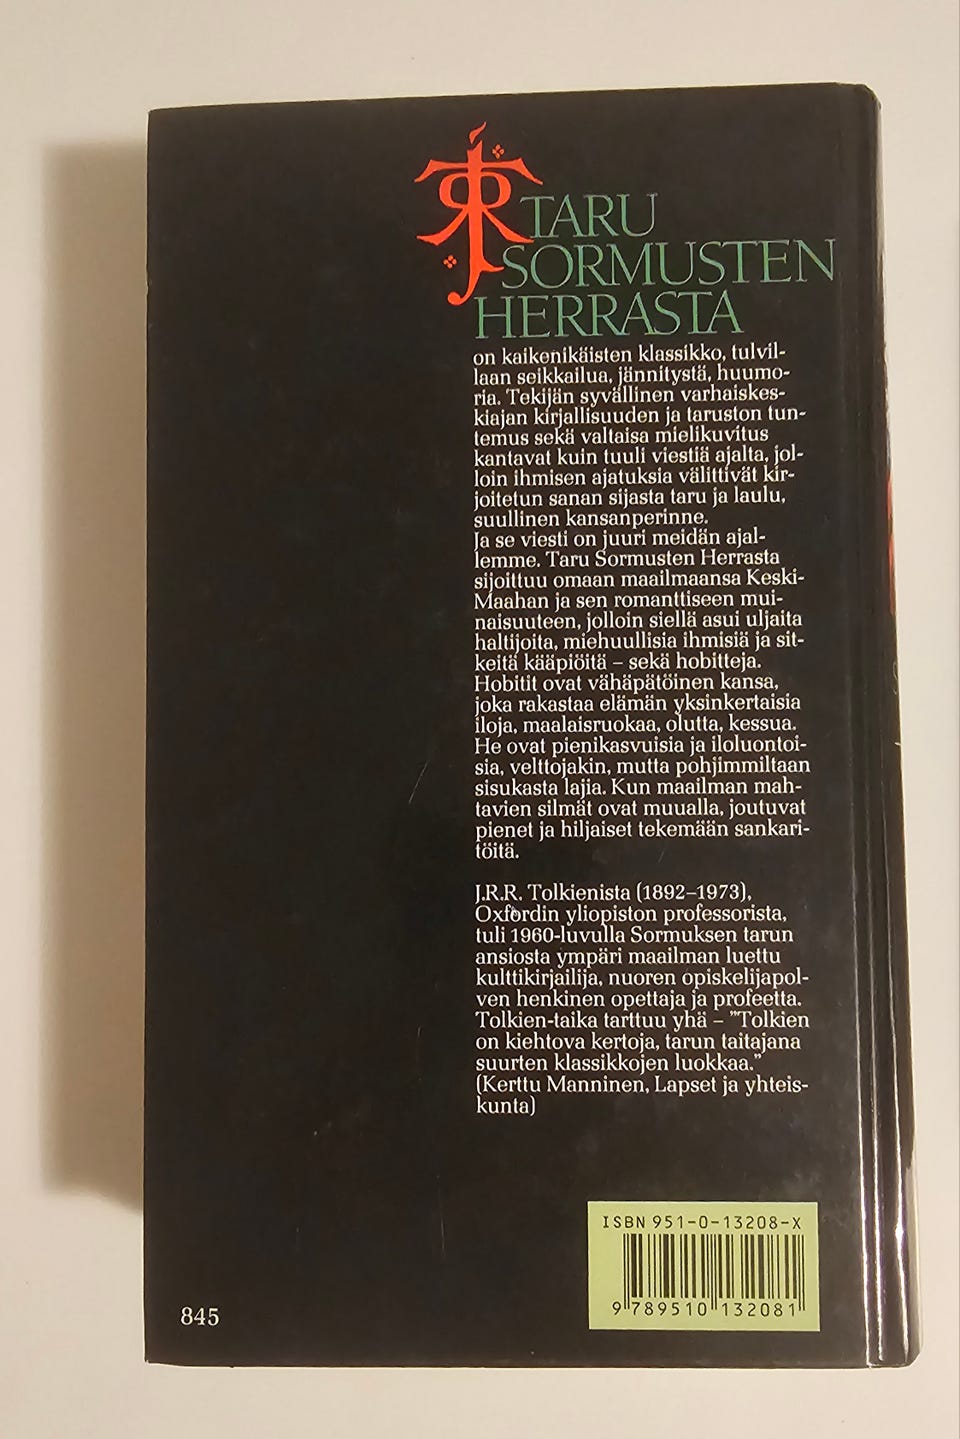 TARU
SORMUSTEN
HERRASTA
on kaikenikäisten klassikko, tulvil-
laan seikkailua, jännitystä, huumo-
ria. Tekijän syvällinen varhaiskes-
kiajan kirjallisuuden ja taruston tun-
temus sekä valtaisa mielikuvitus
kantavat kuin tuuli viestiä ajalta, jol-
loin ihmisen ajatuksia välittivät kir-
joitetun sanan sijasta taru ja laulu,
suullinen kansanperinne.
Ja se viesti on juuri meidän ajal-
lemme. Taru Sormusten Herrasta
sijoittuu omaan maailmaansa Keski-
Maahan ja sen romanttiseen mui-
naisuuteen, jolloin siellä asui uljaita
haltijoita, miehuullisia ihmisiä ja sit-
keitä kääpiöitä – sekä hobitteja.
Hobitit ovat vähäpätöinen kansa,
joka rakastaa elämän yksinkertaisia
iloja, maalaisruokaa, olutta, kessua.
He ovat pienikasvuisia ja iloluontoi-
sia, velttojakin, mutta pohjimmiltaan
sisukasta lajia. Kun maailman mah-
tavien silmät ovat muualla, joutuvat
pienet ja hiljaiset tekemään sankari-
töitä.
J.R.R. Tolkienista (1892–1973),
Oxfordin yliopiston professorista,
tuli 1960-luvulla Sormuksen tarun
ansiosta ympäri maailman luettu
kulttikirjailija, nuoren opiskelijapol-
ven henkinen opettaja ja profeetta.
Tolkien-taika tarttuu yhä – ”Tolkien
on kiehtova kertoja, tarun taitajana
suurten klassikkojen luokkaa.”
(Kerttu Manninen, Lapset ja yhteis-
kunta)
ISBN 951-0-13208-X
9 789510 132081
845